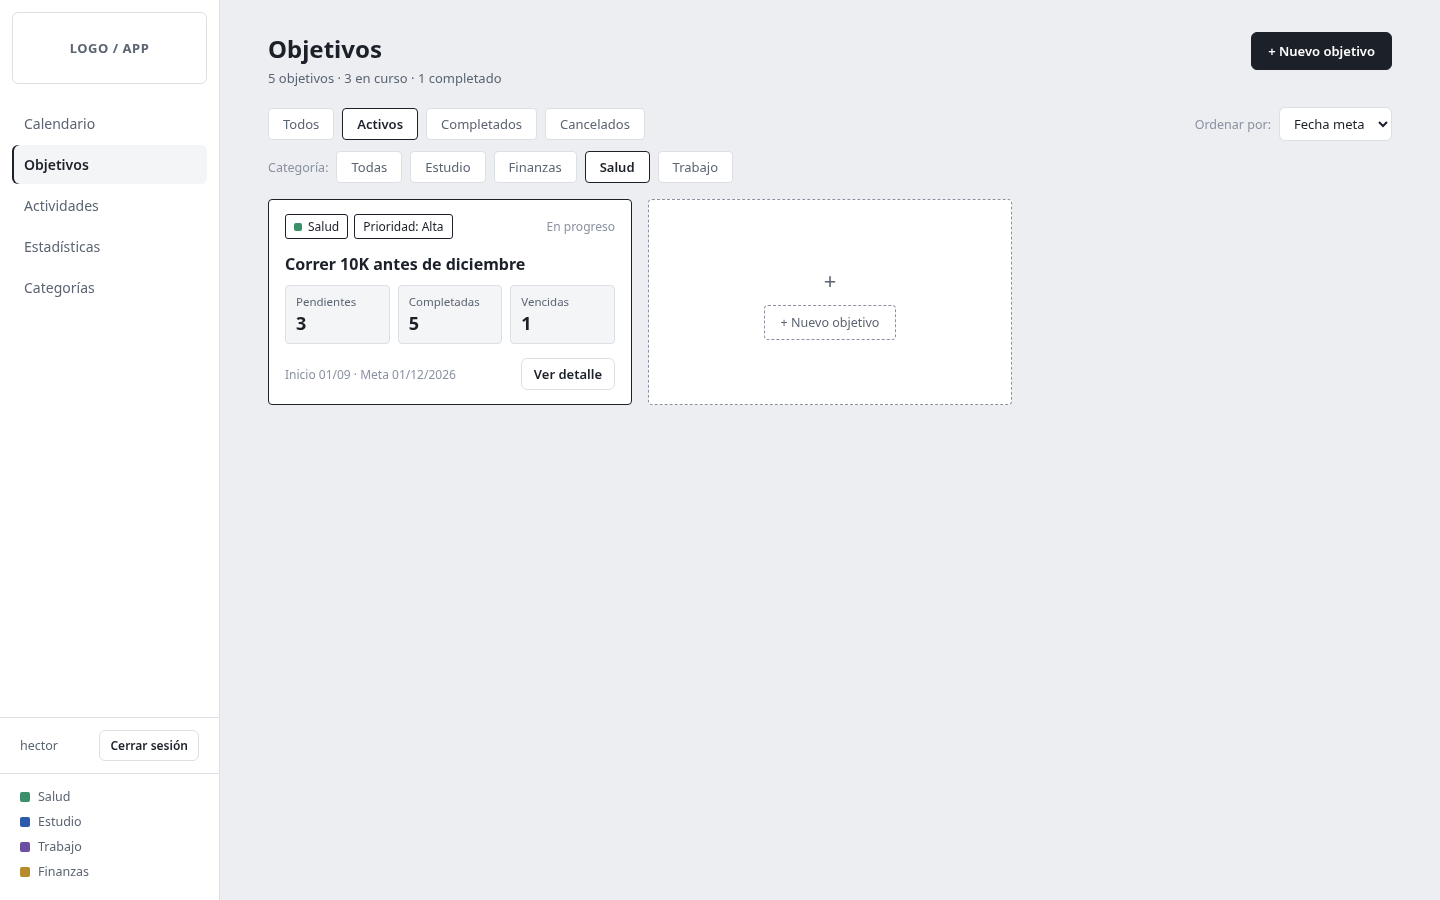 LOGO / APP
Calendario
Objetivos
Actividades
Estadísticas
Categorías
hector
Cerrar sesión
Salud
Estudio
Trabajo
Finanzas
Objetivos
5 objetivos · 3 en curso · 1 completado
+ Nuevo objetivo
Todos
Activos
Completados
Cancelados
Ordenar por:
Fecha meta
Categoría:
Todas
Estudio
Finanzas
Salud
Trabajo
Salud
Prioridad: Alta
En progreso
Correr 10K antes de diciembre
Pendientes
3
Completadas
5
Vencidas
1
Inicio 01/09 · Meta 01/12/2026
Ver detalle
+
+ Nuevo objetivo